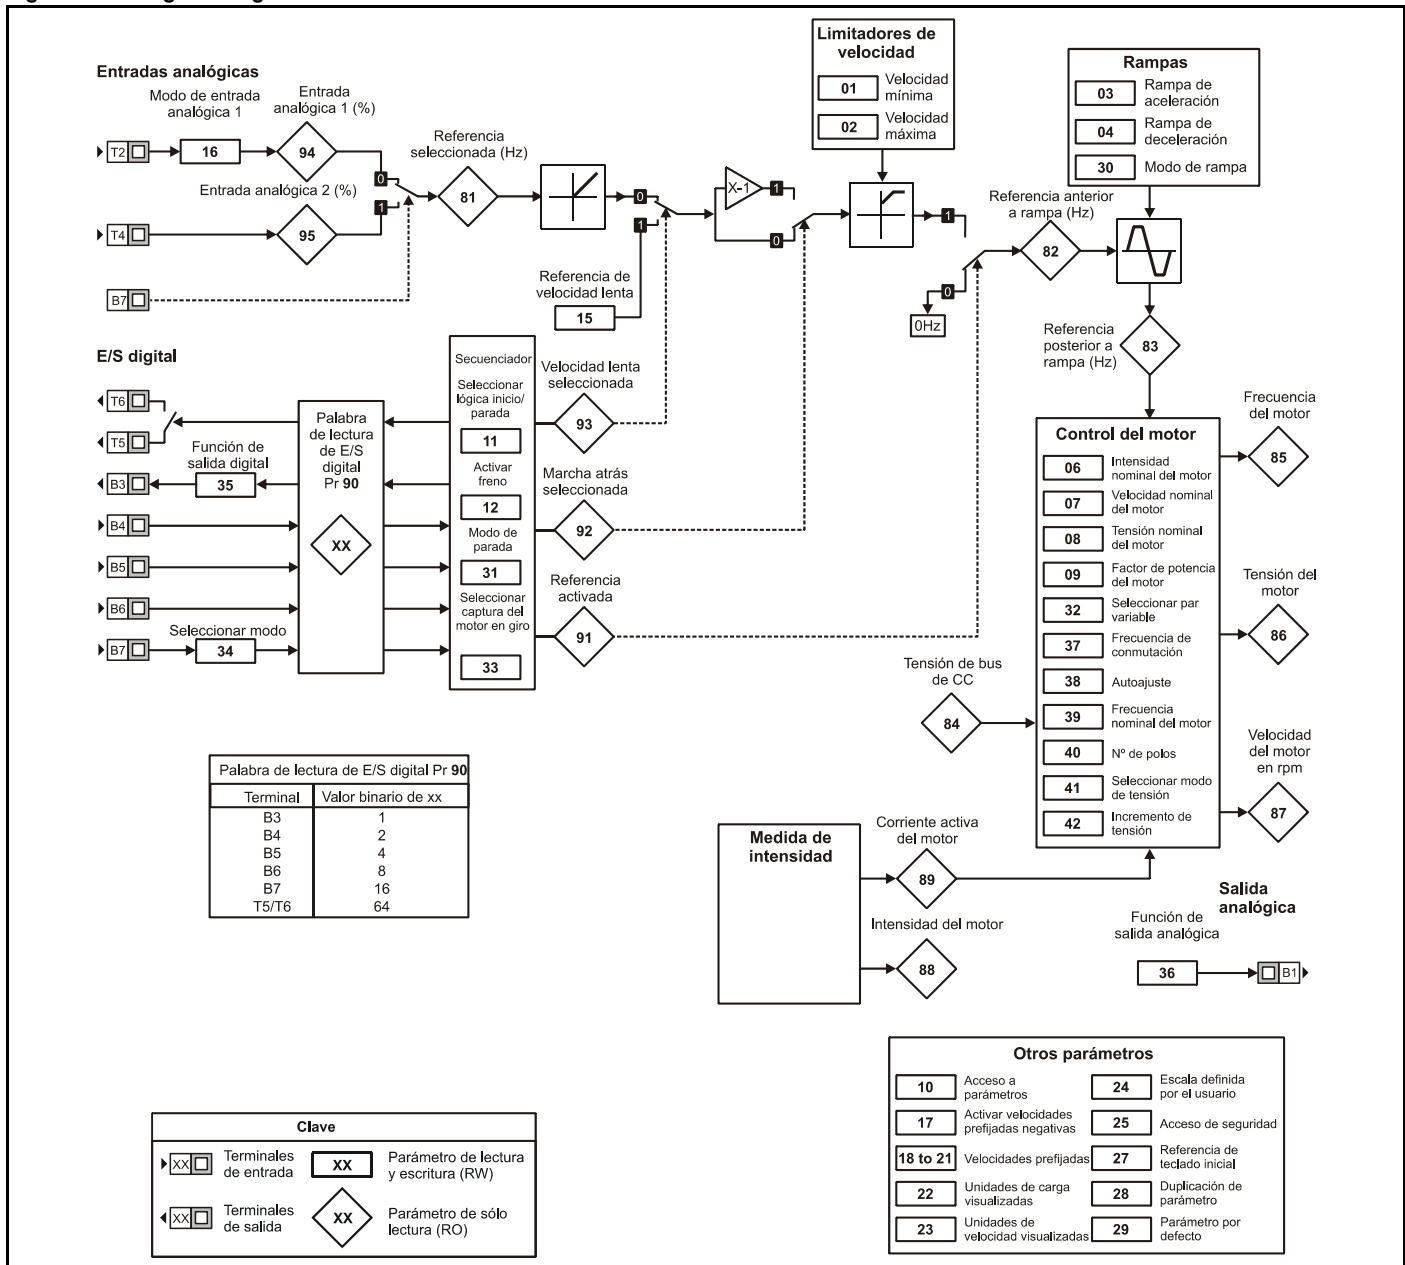 Entradas analógicas
Modo de entrada
analógica 1
Entrada
analógica 1 (%)
T2
16
94
0
Entrada analógica 2 (%)
1
T4
95
B7
Referencia
seleccionada (Hz)
81
0
1
Referencia de
velocidad lenta
15
X-1
1
0
Limitadores de
velocidad
01
Velocidad
mínima
02
Velocidad
máxima
1
0
0Hz
Referencia anterior
a rampa (Hz)
82
Rampas
03
Rampa de
aceleración
04
Rampa de
deceleración
30
Modo de rampa
Referencia
posterior a
rampa (Hz)
83
E/S digital
T6
T5
B3
Función de
salida digital
35
B4
B5
B6
B7
Seleccionar modo
34
Palabra
de lectura
de E/S
digital
Pr 90
XX
Secuenciador
Seleccionar
lógica inicio/
parada
11
Activar
freno
12
Modo de
parada
31
Seleccionar
captura del
motor en giro
33
Velocidad lenta
seleccionada
93
Marcha atrás
seleccionada
92
Referencia
activada
91
Tensión de bus
de CC
84
Control del motor
06
Intensidad
nominal del motor
07
Velocidad nominal
del motor
08
Tensión nominal
del motor
09
Factor de potencia
del motor
32
Seleccionar par
variable
37
Frecuencia de
conmutación
38
Autoajuste
39
Frecuencia
nominal del motor
40
Nº de polos
41
Seleccionar modo
de tensión
42
Incremento de
tensión
Frecuencia
del motor
85
Tensión del
motor
86
Velocidad
del motor
en rpm
87
Palabra de lectura de E/S digital Pr 90
Terminal Valor binario de xx
B3 1
B4 2
B5 4
B6 8
B7 16
T5/T6 64
Medida de
intensidad
Corriente activa
del motor
89
Intensidad del motor
88
Salida
analógica
Función de
salida analógica
36
B1
Otros parámetros
10
Acceso a
parámetros
24
Escala definida
por el usuario
17
Activar velocidades
prefijadas negativas
25
Acceso de seguridad
18 to 21
Velocidades prefijadas
27
Referencia de
teclado inicial
22
Unidades de carga
visualizadas
28
Duplicación de
parámetro
23
Unidades de
velocidad visualizadas
29
Parámetro por
defecto
Clave
XX
Terminales
de entrada
XX
Parámetro de lectura
y escritura (RW)
XX
Terminales
de salida
XX
Parámetro de sólo
lectura (RO)